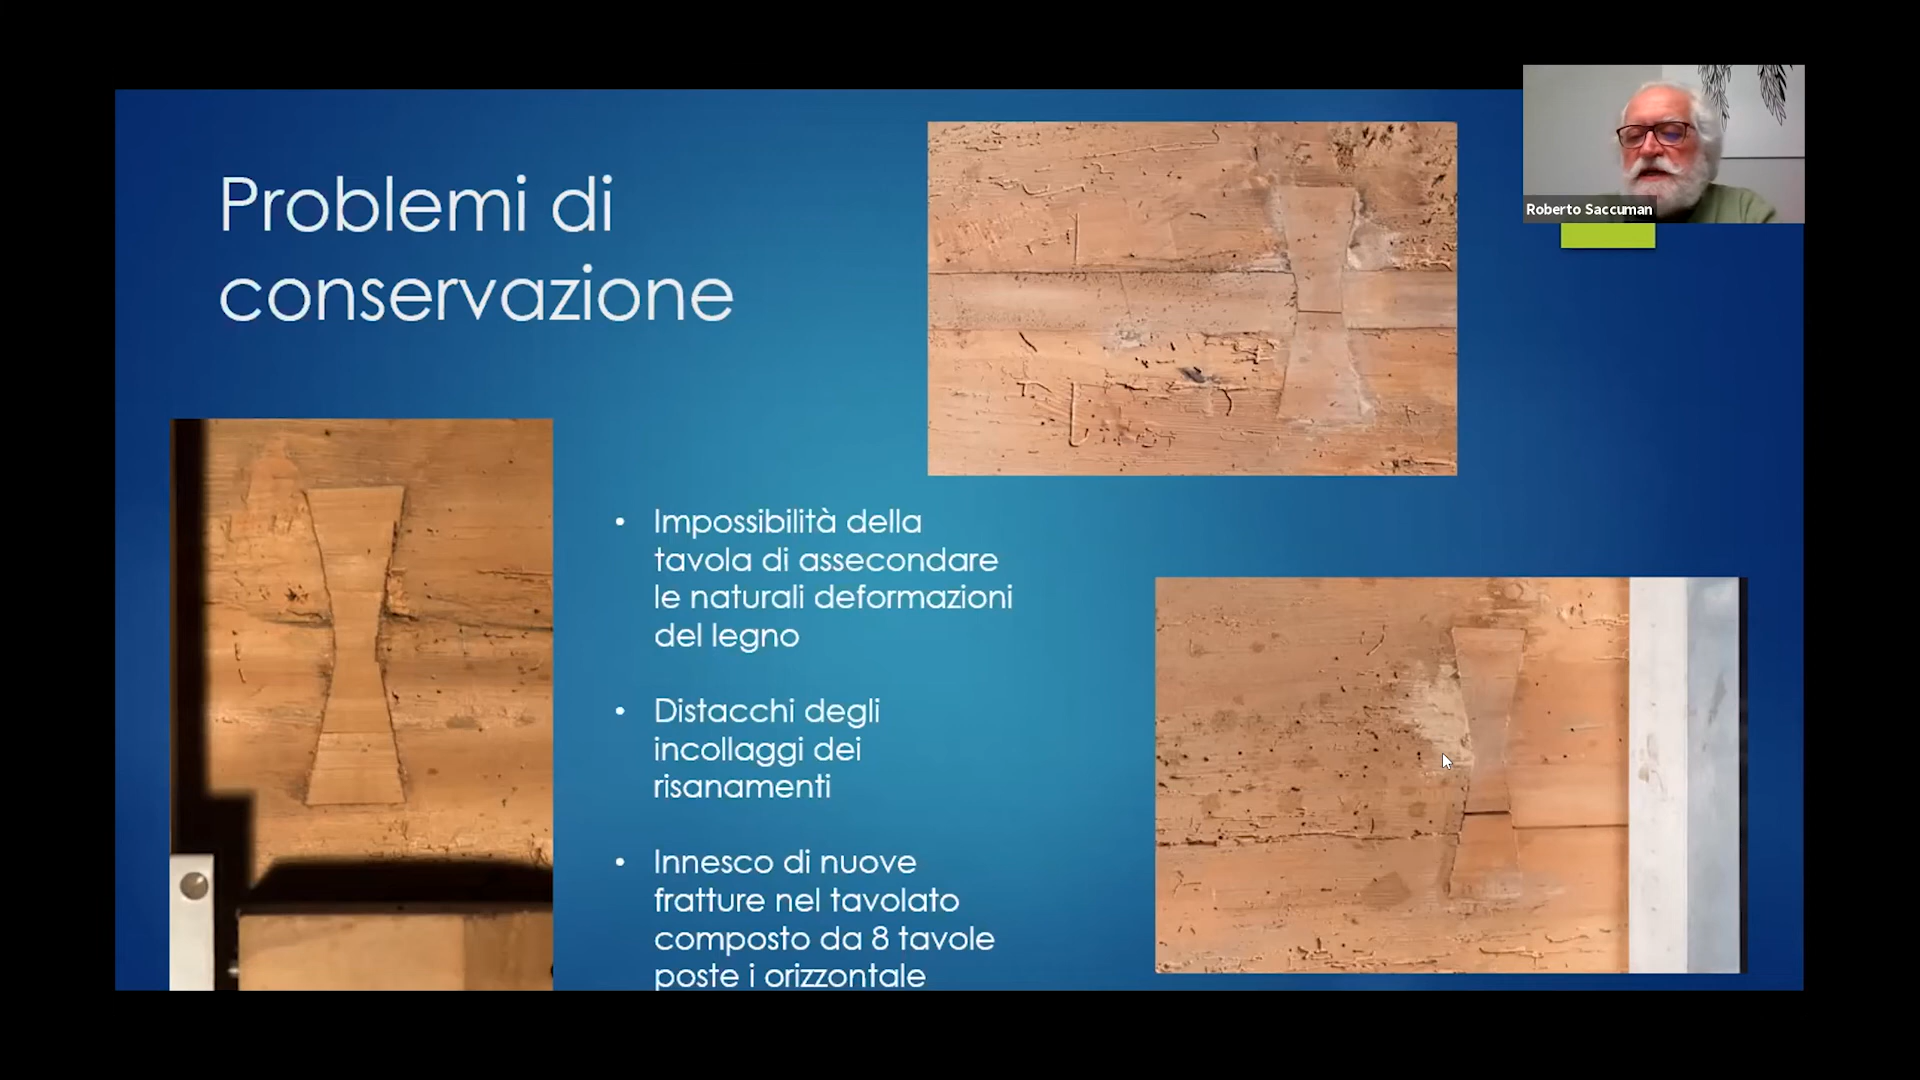 Problemi di
conservazione
Roberto Saccuman
• Impossibilità della
tavola di assecondare
le naturali deformazioni
del legno
• Distacchi degli
incollaggi dei
risanamenti
• Innesco di nuove
fratture nel tavolato
composto da 8 tavole
poste i orizzontale